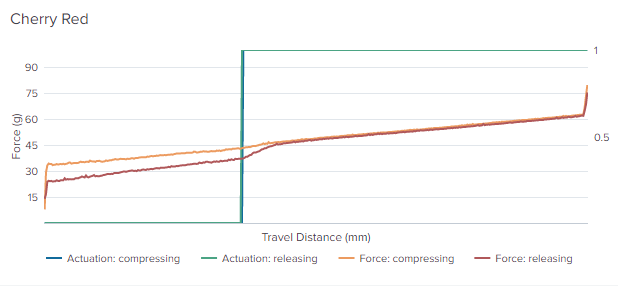 Cherry Red
90
75
60
45
30
15
Force (g)
1
0.5
Travel Distance (mm)
Actuation: compressing Actuation: releasing Force: compressing Force: releasing